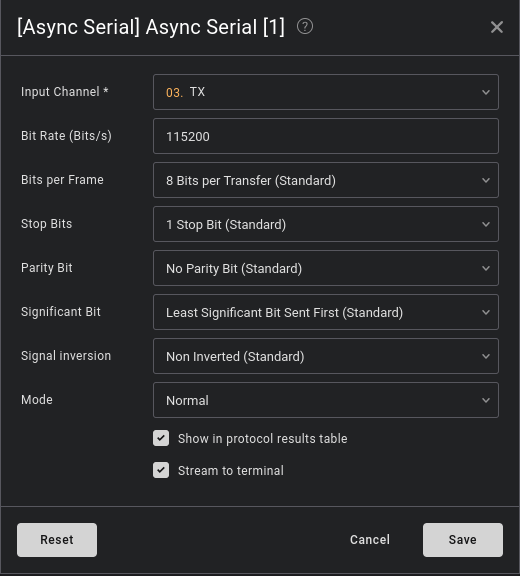 [Async Serial] Async Serial [1] ?
Input Channel * 03. TX
Bit Rate (Bits/s) 115200
Bits per Frame 8 Bits per Transfer (Standard)
Stop Bits 1 Stop Bit (Standard)
Parity Bit No Parity Bit (Standard)
Significant Bit Least Significant Bit Sent First (Standard)
Signal inversion Non Inverted (Standard)
Mode Normal
Show in protocol results table
Stream to terminal
Reset Cancel Save